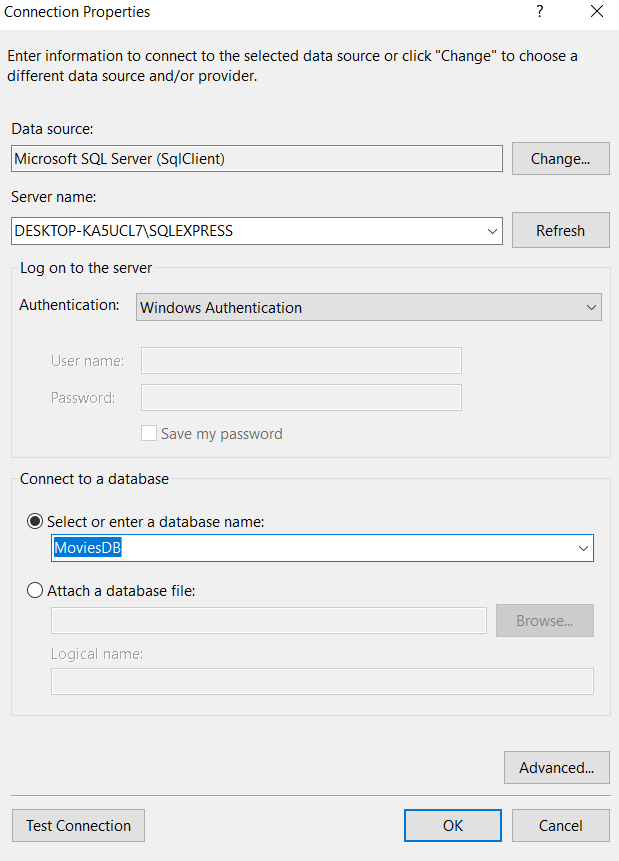 Connection Properties
?
Enter information to connect to the selected data source or click "Change" to choose a
different data source and/or provider.
Data source:
Microsoft SQL Server (SqlClient)
Change...
Server name:
DESKTOP-KA5UCL7\SQLEXPRESS
Refresh
Log on to the server
Authentication:
Windows Authentication
User name:
Password:
Save my password
Connect to a database
Select or enter a database name:
MoviesDB
Attach a database file:
Browse...
Logical name:
Advanced...
Test Connection
OK
Cancel